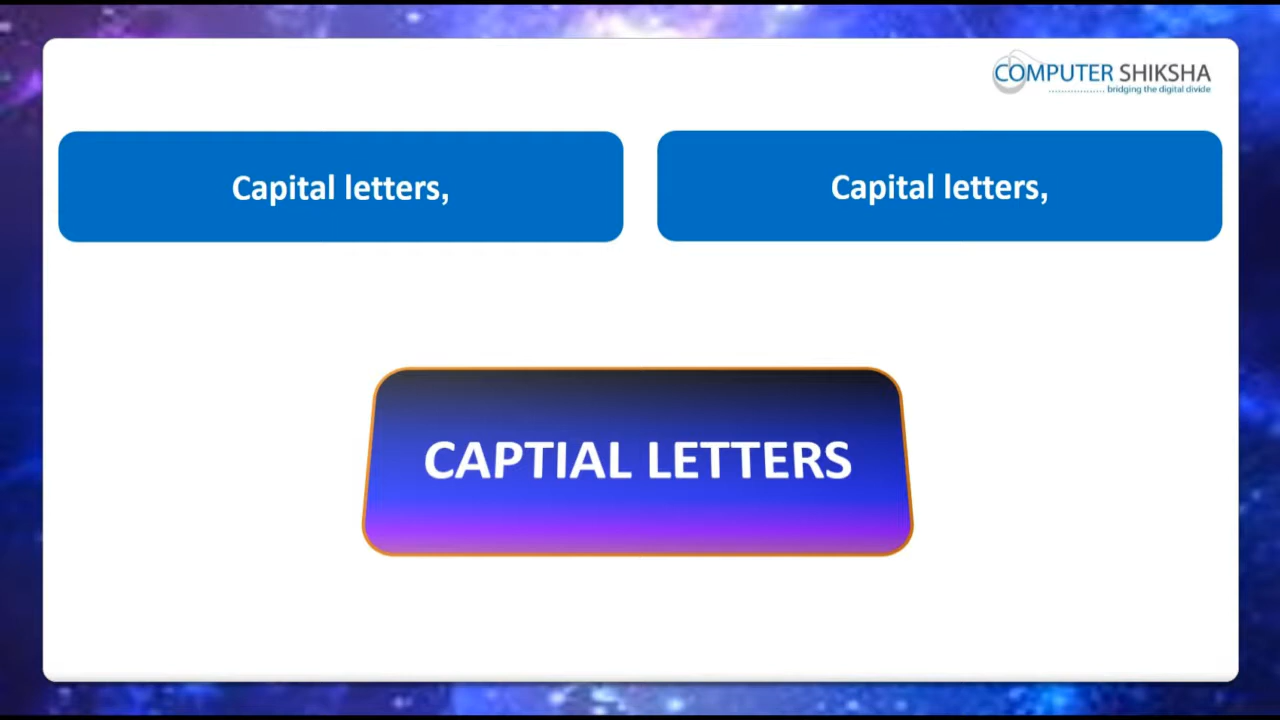 COMPUTER SHIKSHA
bridging the digital divide
Capital letters,
Capital letters,
CAPTIAL LETTERS